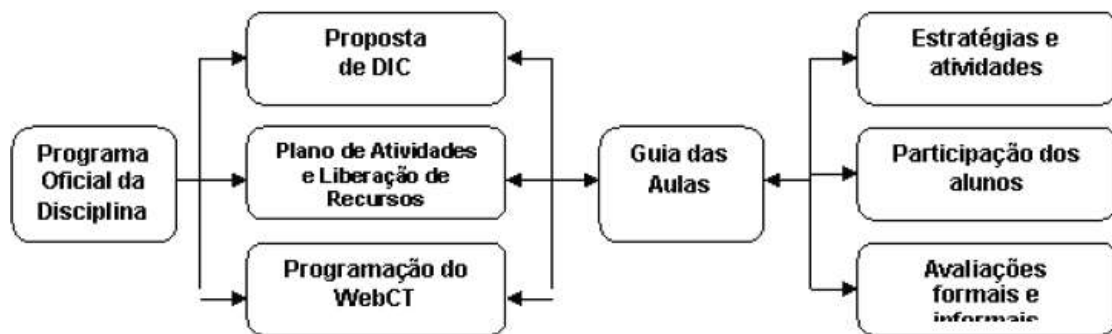 Programa
Oficial da
Disciplina
Proposta
de DIC
Plano de Atividades
e Liberação de
Recursos
Programação do
WebCT
Guia das
Aulas
Estratégias e
atividades
Participação dos
alunos
Avaliações
formais e
informais